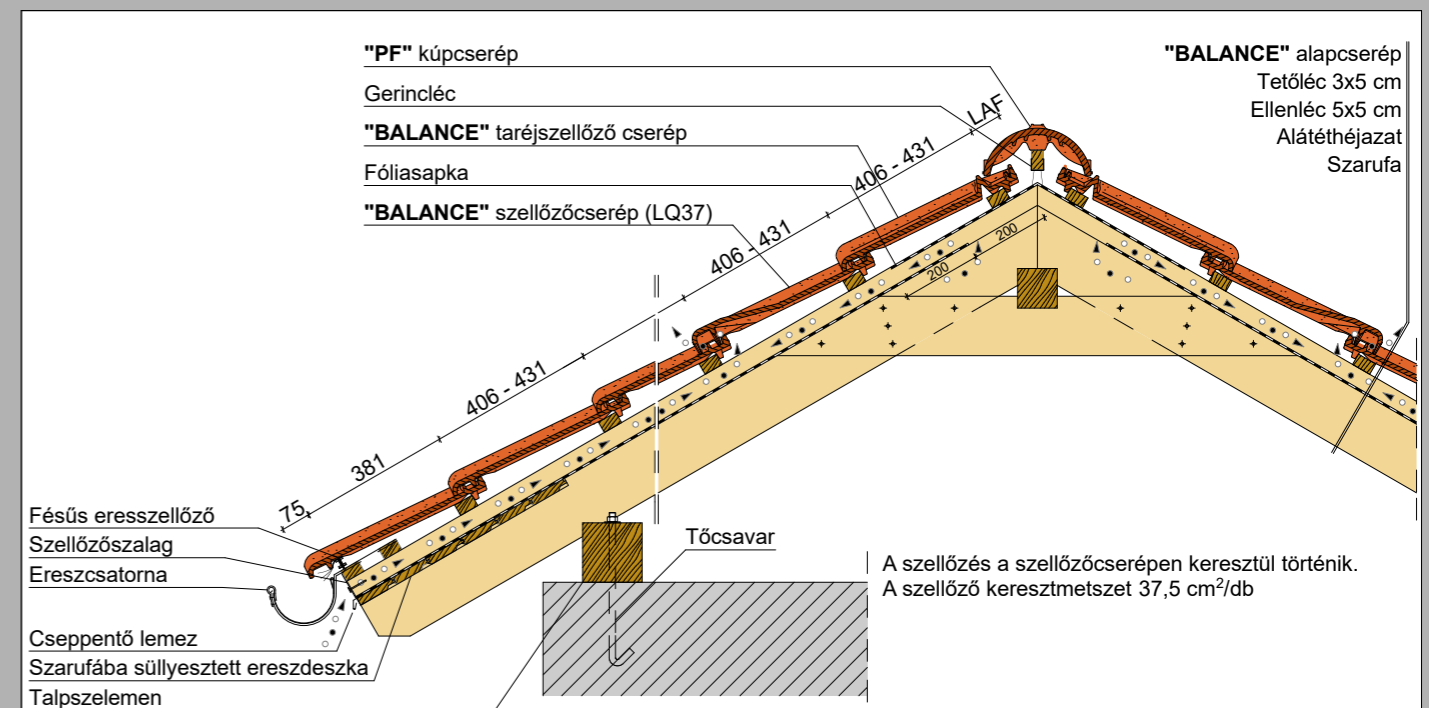 "PF" kúpcserép
Gerincléc
"BALANCE" taréjszellőző cserép
Fóliasapka
"BALANCE" szellőzőcserép (LQ37)
"BALANCE" alapcserép
Tetőléc 3x5 cm
Ellenléc 5x5 cm
Alátéthéjazat
Szarufa
LAF
406 - 431
406 - 431
406 - 431
381
75
200
200
Fésűs eresszellőző
Szellőzőszalag
Ereszcsatorna
Cseppentő lemez
Szarufába süllyesztett ereszdeszka
Talpszelemen
Tőcsavar
A szellőzés a szellőzőcserépen keresztül történik.
A szellőző keresztmetszet 37,5 cm²/db